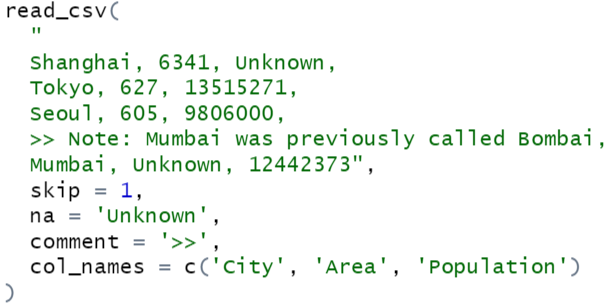 read_csv(
  "
  Shanghai, 6341, Unknown,
  Tokyo, 627, 13515271,
  Seoul, 605, 9806000,
  >> Note: Mumbai was previously called Bombai,
  Mumbai, Unknown, 12442373",
  skip = 1,
  na = 'Unknown',
  comment = '>>',
  col_names = c('City', 'Area', 'Population')
)